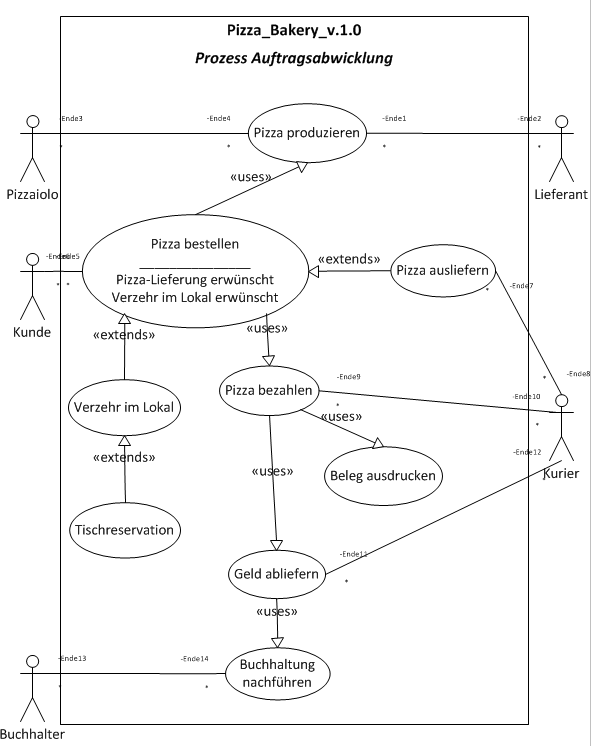 Pizza_Bakery_v.1.0
Prozess Auftragsabwicklung
-Ende3
-Ende4
-Ende1
-Ende2
Pizza produzieren
*
*
*
*
Pizzaiolo
Lieferant
«uses»
Pizza bestellen
-Ende5
Pizza-Lieferung erwünscht
Verzehr im Lokal erwünscht
«extends»
Pizza ausliefern
-Ende7
*
*
*
Kunde
«extends»
«uses»
-Ende8
*
-Ende9
Pizza bezahlen
-Ende10
*
*
Verzehr im Lokal
«uses»
«extends»
-Ende12
«uses»
Beleg ausdrucken
Kurier
Tischreservation
-Ende11
Geld abliefern
*
«uses»
-Ende13
-Ende14
Buchhaltung
nachführen
*
*
Buchhalter